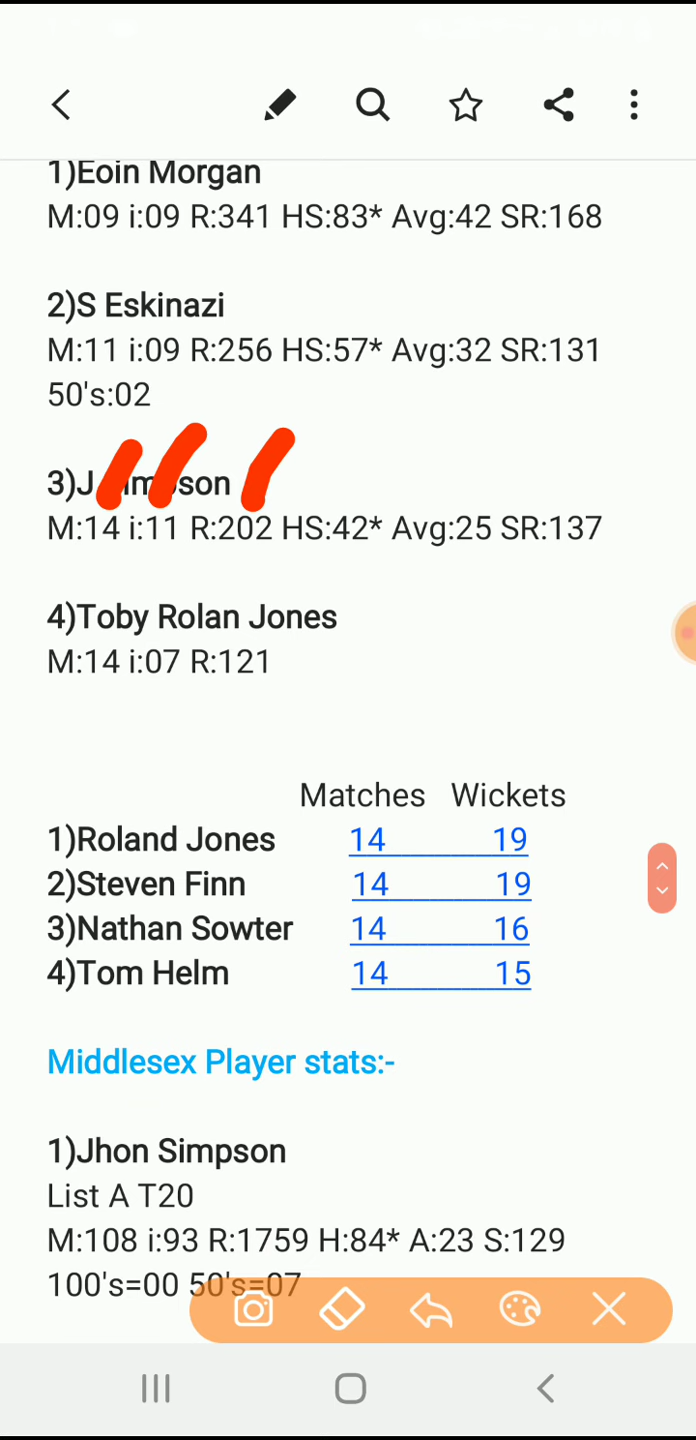 1)Eoin Morgan
M:09 i:09 R:341 HS:83* Avg:42 SR:168
2)S Eskinazi
M:11 i:09 R:256 HS:57* Avg:32 SR:131
50's:02
3)J
M:14 i:11 R:202 HS:42* Avg:25 SR:137
4)Toby Rolan Jones
M:14 i:07 R:121
Matches Wickets
1)Roland Jones 14 19
2)Steven Finn 14 19
3)Nathan Sowter 14 16
4)Tom Helm 14 15
Middlesex Player stats:-
1)Jhon Simpson
List A T20
M:108 i:93 R:1759 H:84* A:23 S:129
100's=00 50's=07